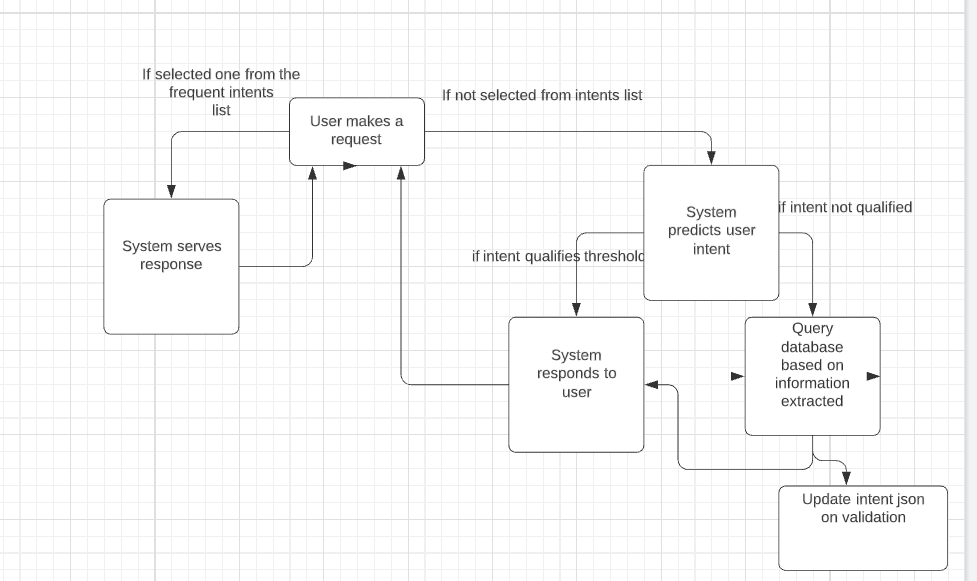 If selected one from the
frequent intents
list
If not selected from intents list
User makes a
request
System serves
response
System
predicts user
intent
if intent not qualified
if intent qualifies threshold
System
responds to
user
Query
database
based on
information
extracted
Update intent json
on validation